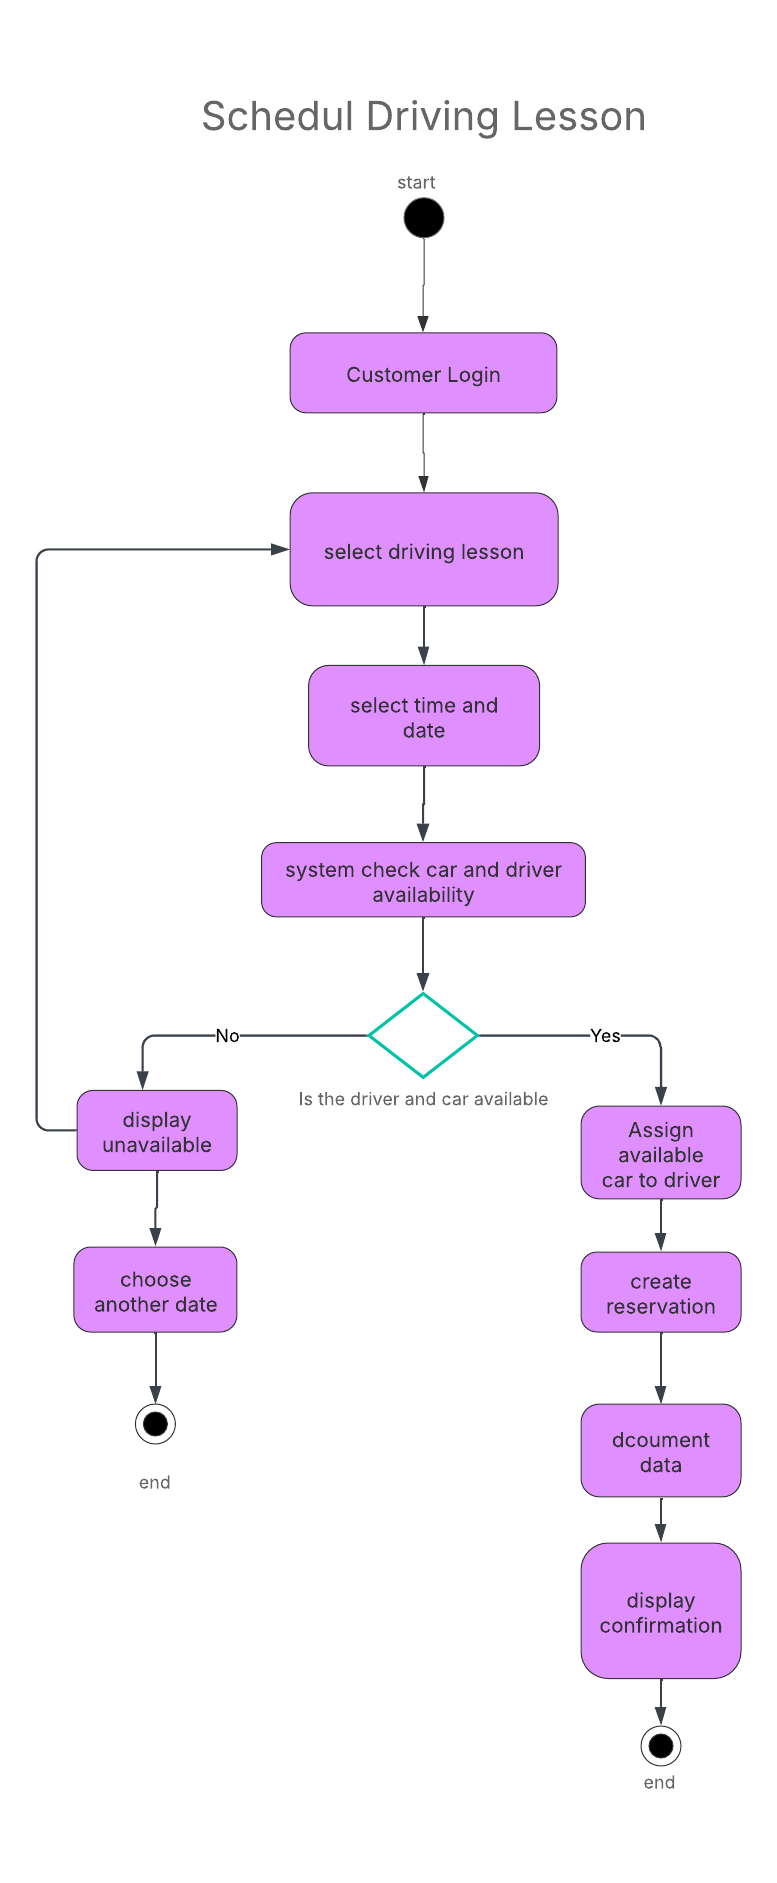 Schedul Driving Lesson
start
Customer Login
select driving lesson
select time and
date
system check car and driver
availability
No
Yes
Is the driver and car available
display
unavailable
choose
another date
end
Assign
available
car to driver
create
reservation
dcoument
data
display
confirmation
end